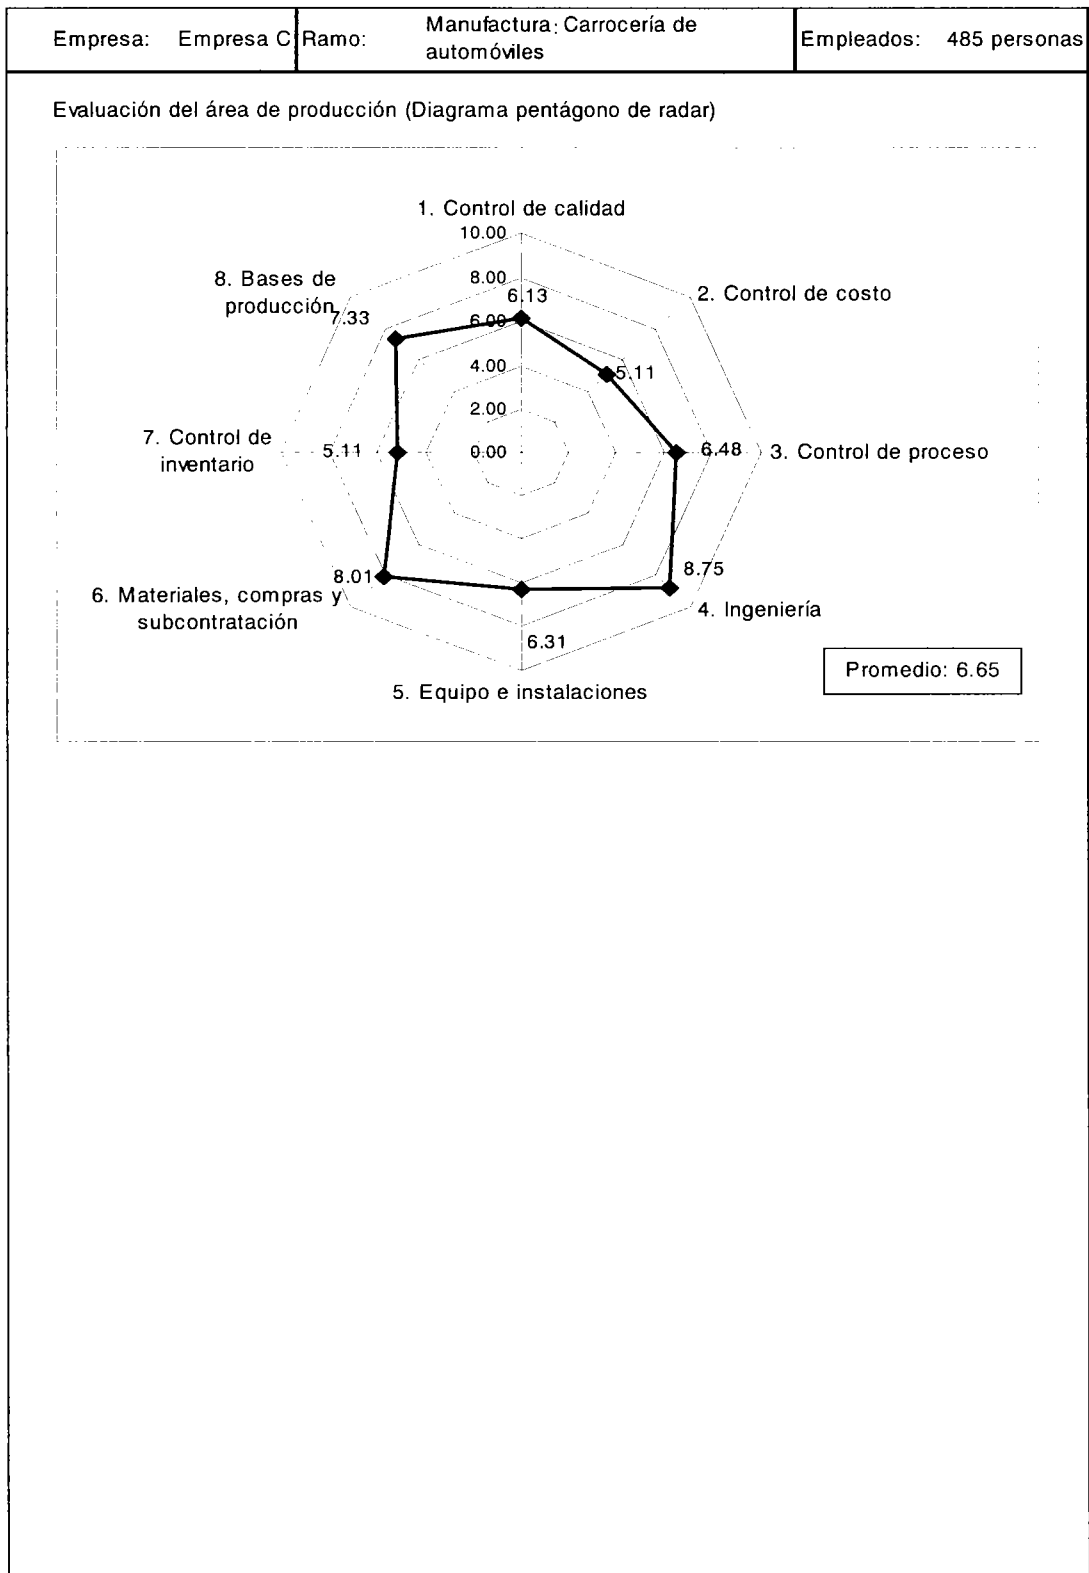 Empresa: Empresa C Ramo: Manufactura: Carrocería de automóviles Empleados: 485 personas
Evaluación del área de producción (Diagrama pentágono de radar)
1. Control de calidad
10.00
8. Bases de
producción
8.00
6.13
2. Control de costo
7.33
6.00
4.00
5.11
2.00
7. Control de
inventario
5.11
0.00
6.48
3. Control de proceso
8.01
8.75
6. Materiales, compras y
subcontratación
4. Ingeniería
6.31
Promedio: 6.65
5. Equipo e instalaciones